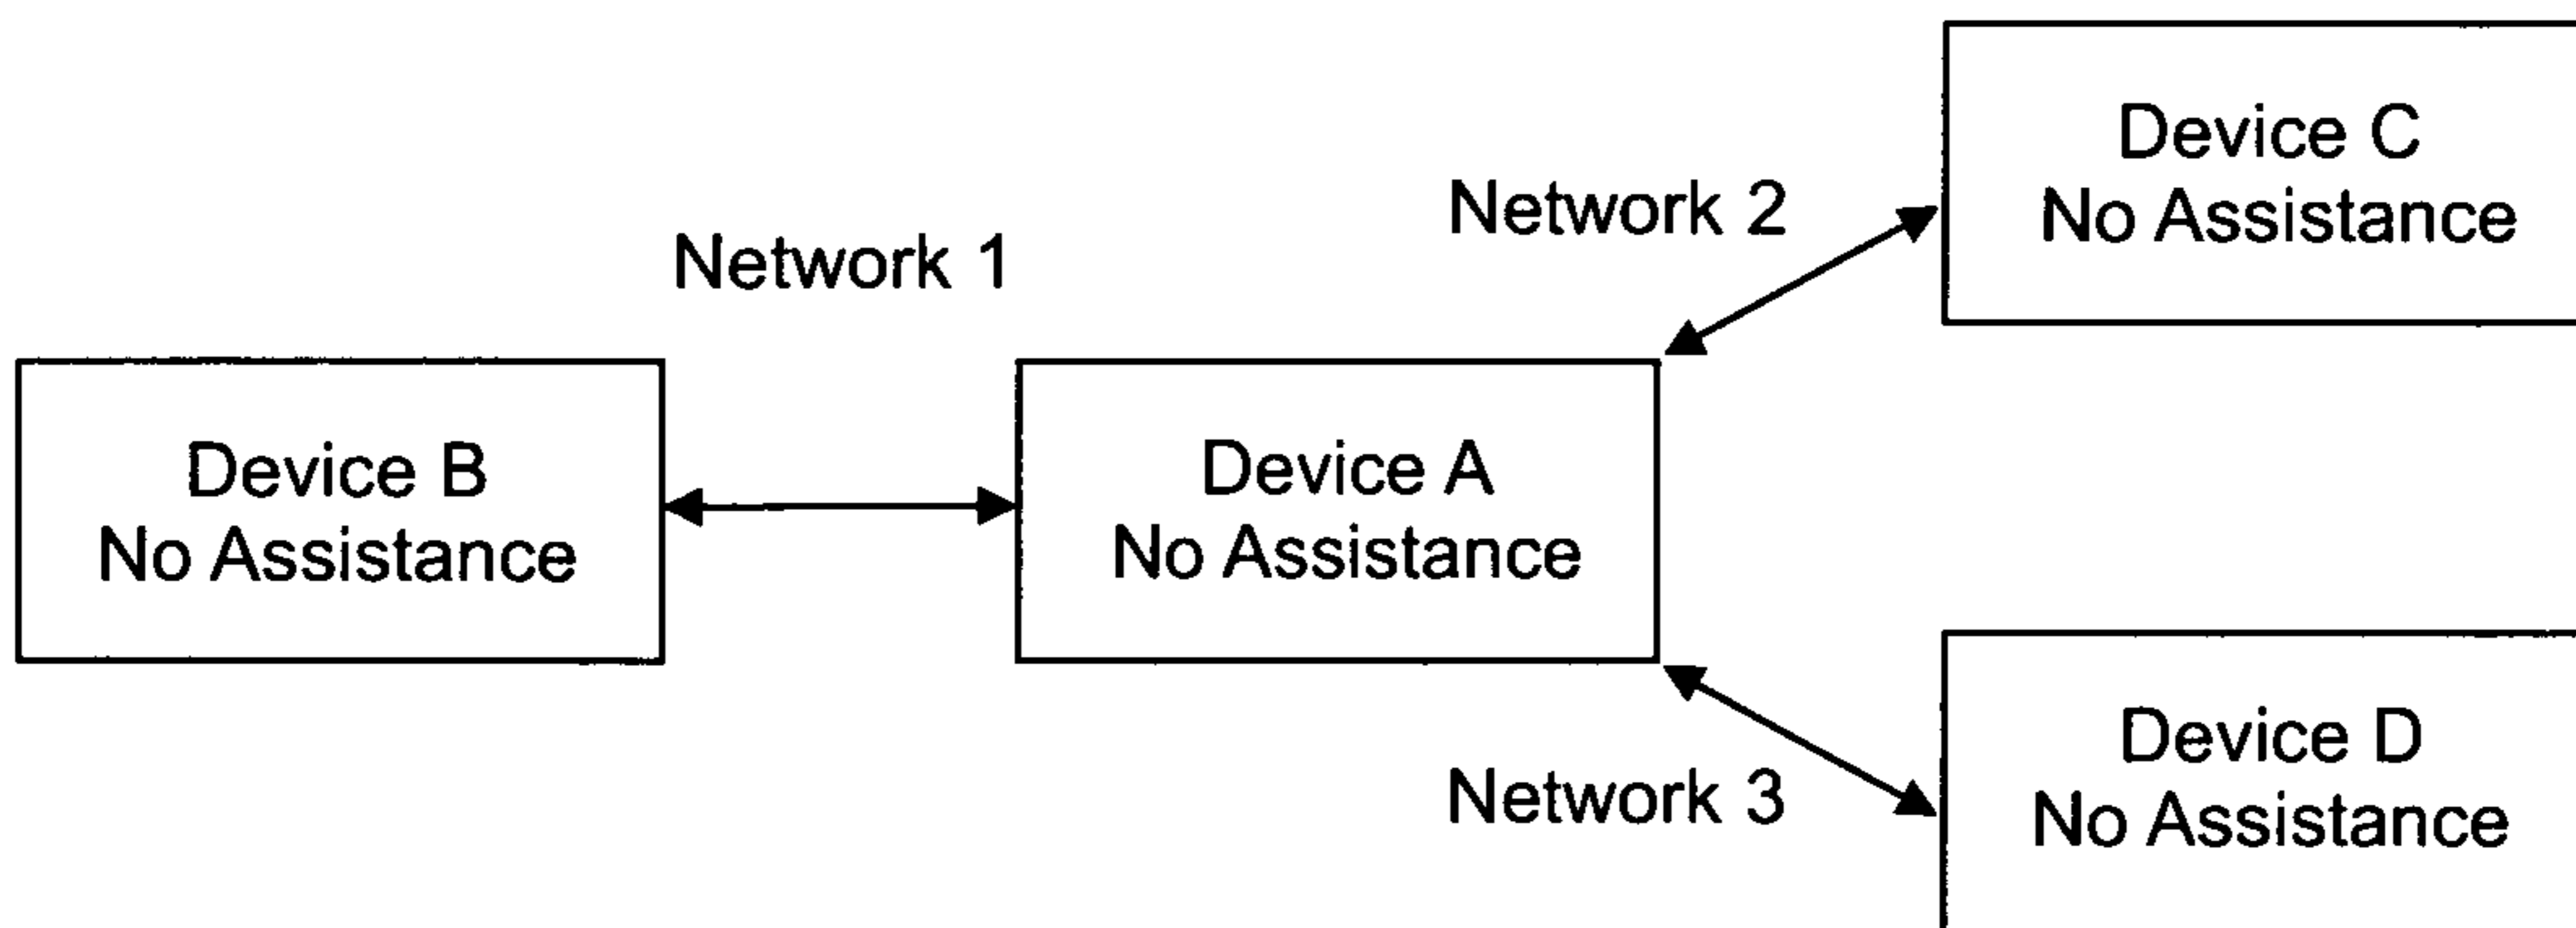 Device C
No Assistance
Network 2
Network 1
Device B
No Assistance
Device A
No Assistance
Device D
No Assistance
Network 3